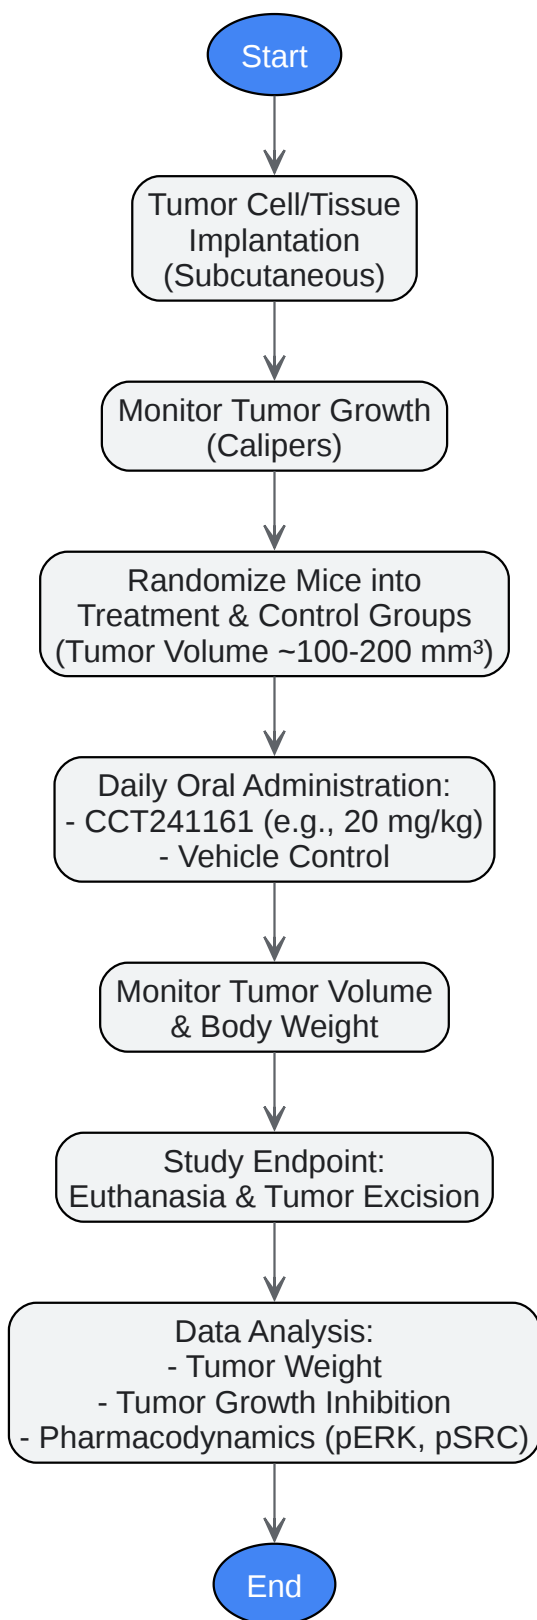 Start
Tumor Cell/Tissue
Implantation
(Subcutaneous)
Monitor Tumor Growth
(Calipers)
Randomize Mice into
Treatment & Control Groups
(Tumor Volume ~100-200 mm³)
Daily Oral Administration:
- CCT241161 (e.g., 20 mg/kg)
- Vehicle Control
Monitor Tumor Volume
& Body Weight
Study Endpoint:
Euthanasia & Tumor Excision
Data Analysis:
- Tumor Weight
- Tumor Growth Inhibition
- Pharmacodynamics (pERK, pSRC)
End